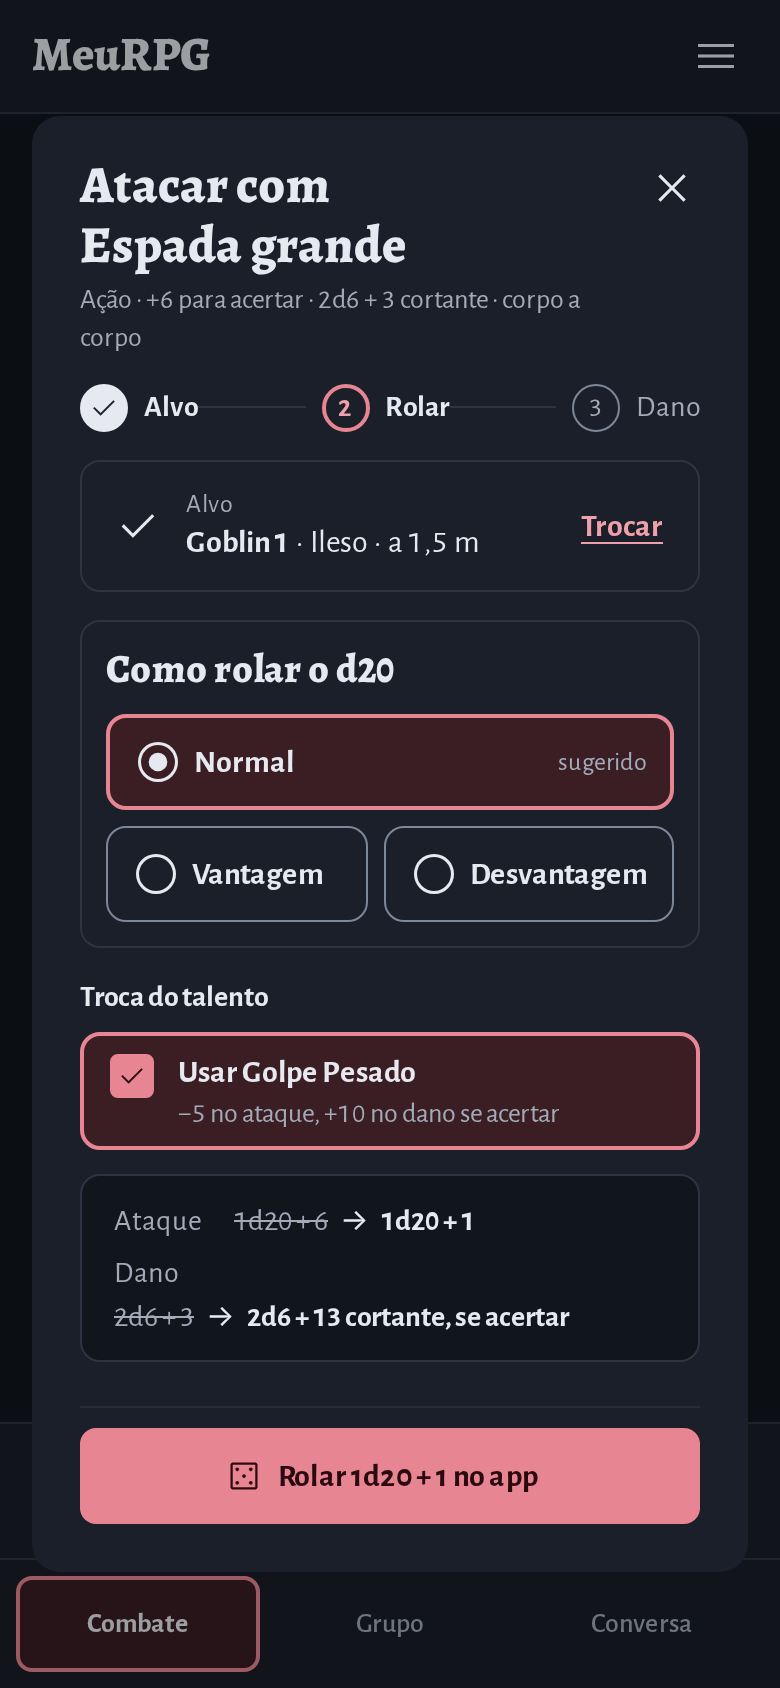 MeuRPG
Atacar com
Espada grande
Ação · +6 para acertar · 2d6 + 3 cortante · corpo a
corpo
Alvo
2 Rolar
3 Dano
Alvo
Goblin 1 · Ileso · a 1,5 m
Trocar
Como rolar o d20
Normal sugerido
Vantagem Desvantagem
Troca do talento
Usar Golpe Pesado
−5 no ataque, +10 no dano se acertar
Ataque 1d20 + 6 → 1d20 + 1
Dano
2d6 + 3 → 2d6 + 13 cortante, se acertar
Rolar 1d20 + 1 no app
Combate Grupo Conversa